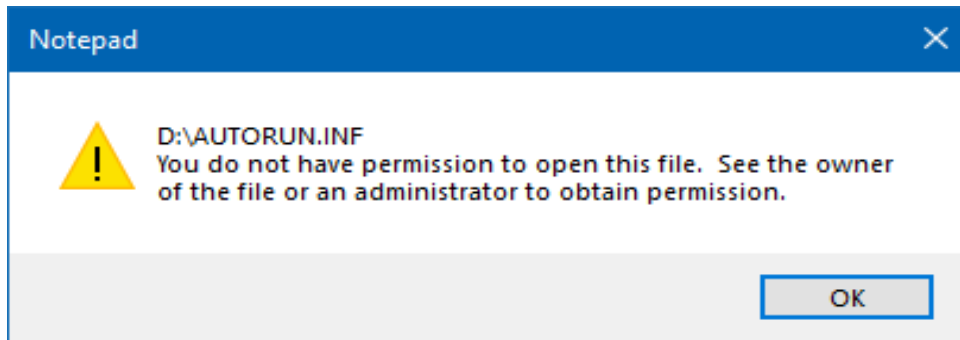 Notepad
D:\AUTORUN.INF
You do not have permission to open this file.  See the owner
of the file or an administrator to obtain permission.
OK